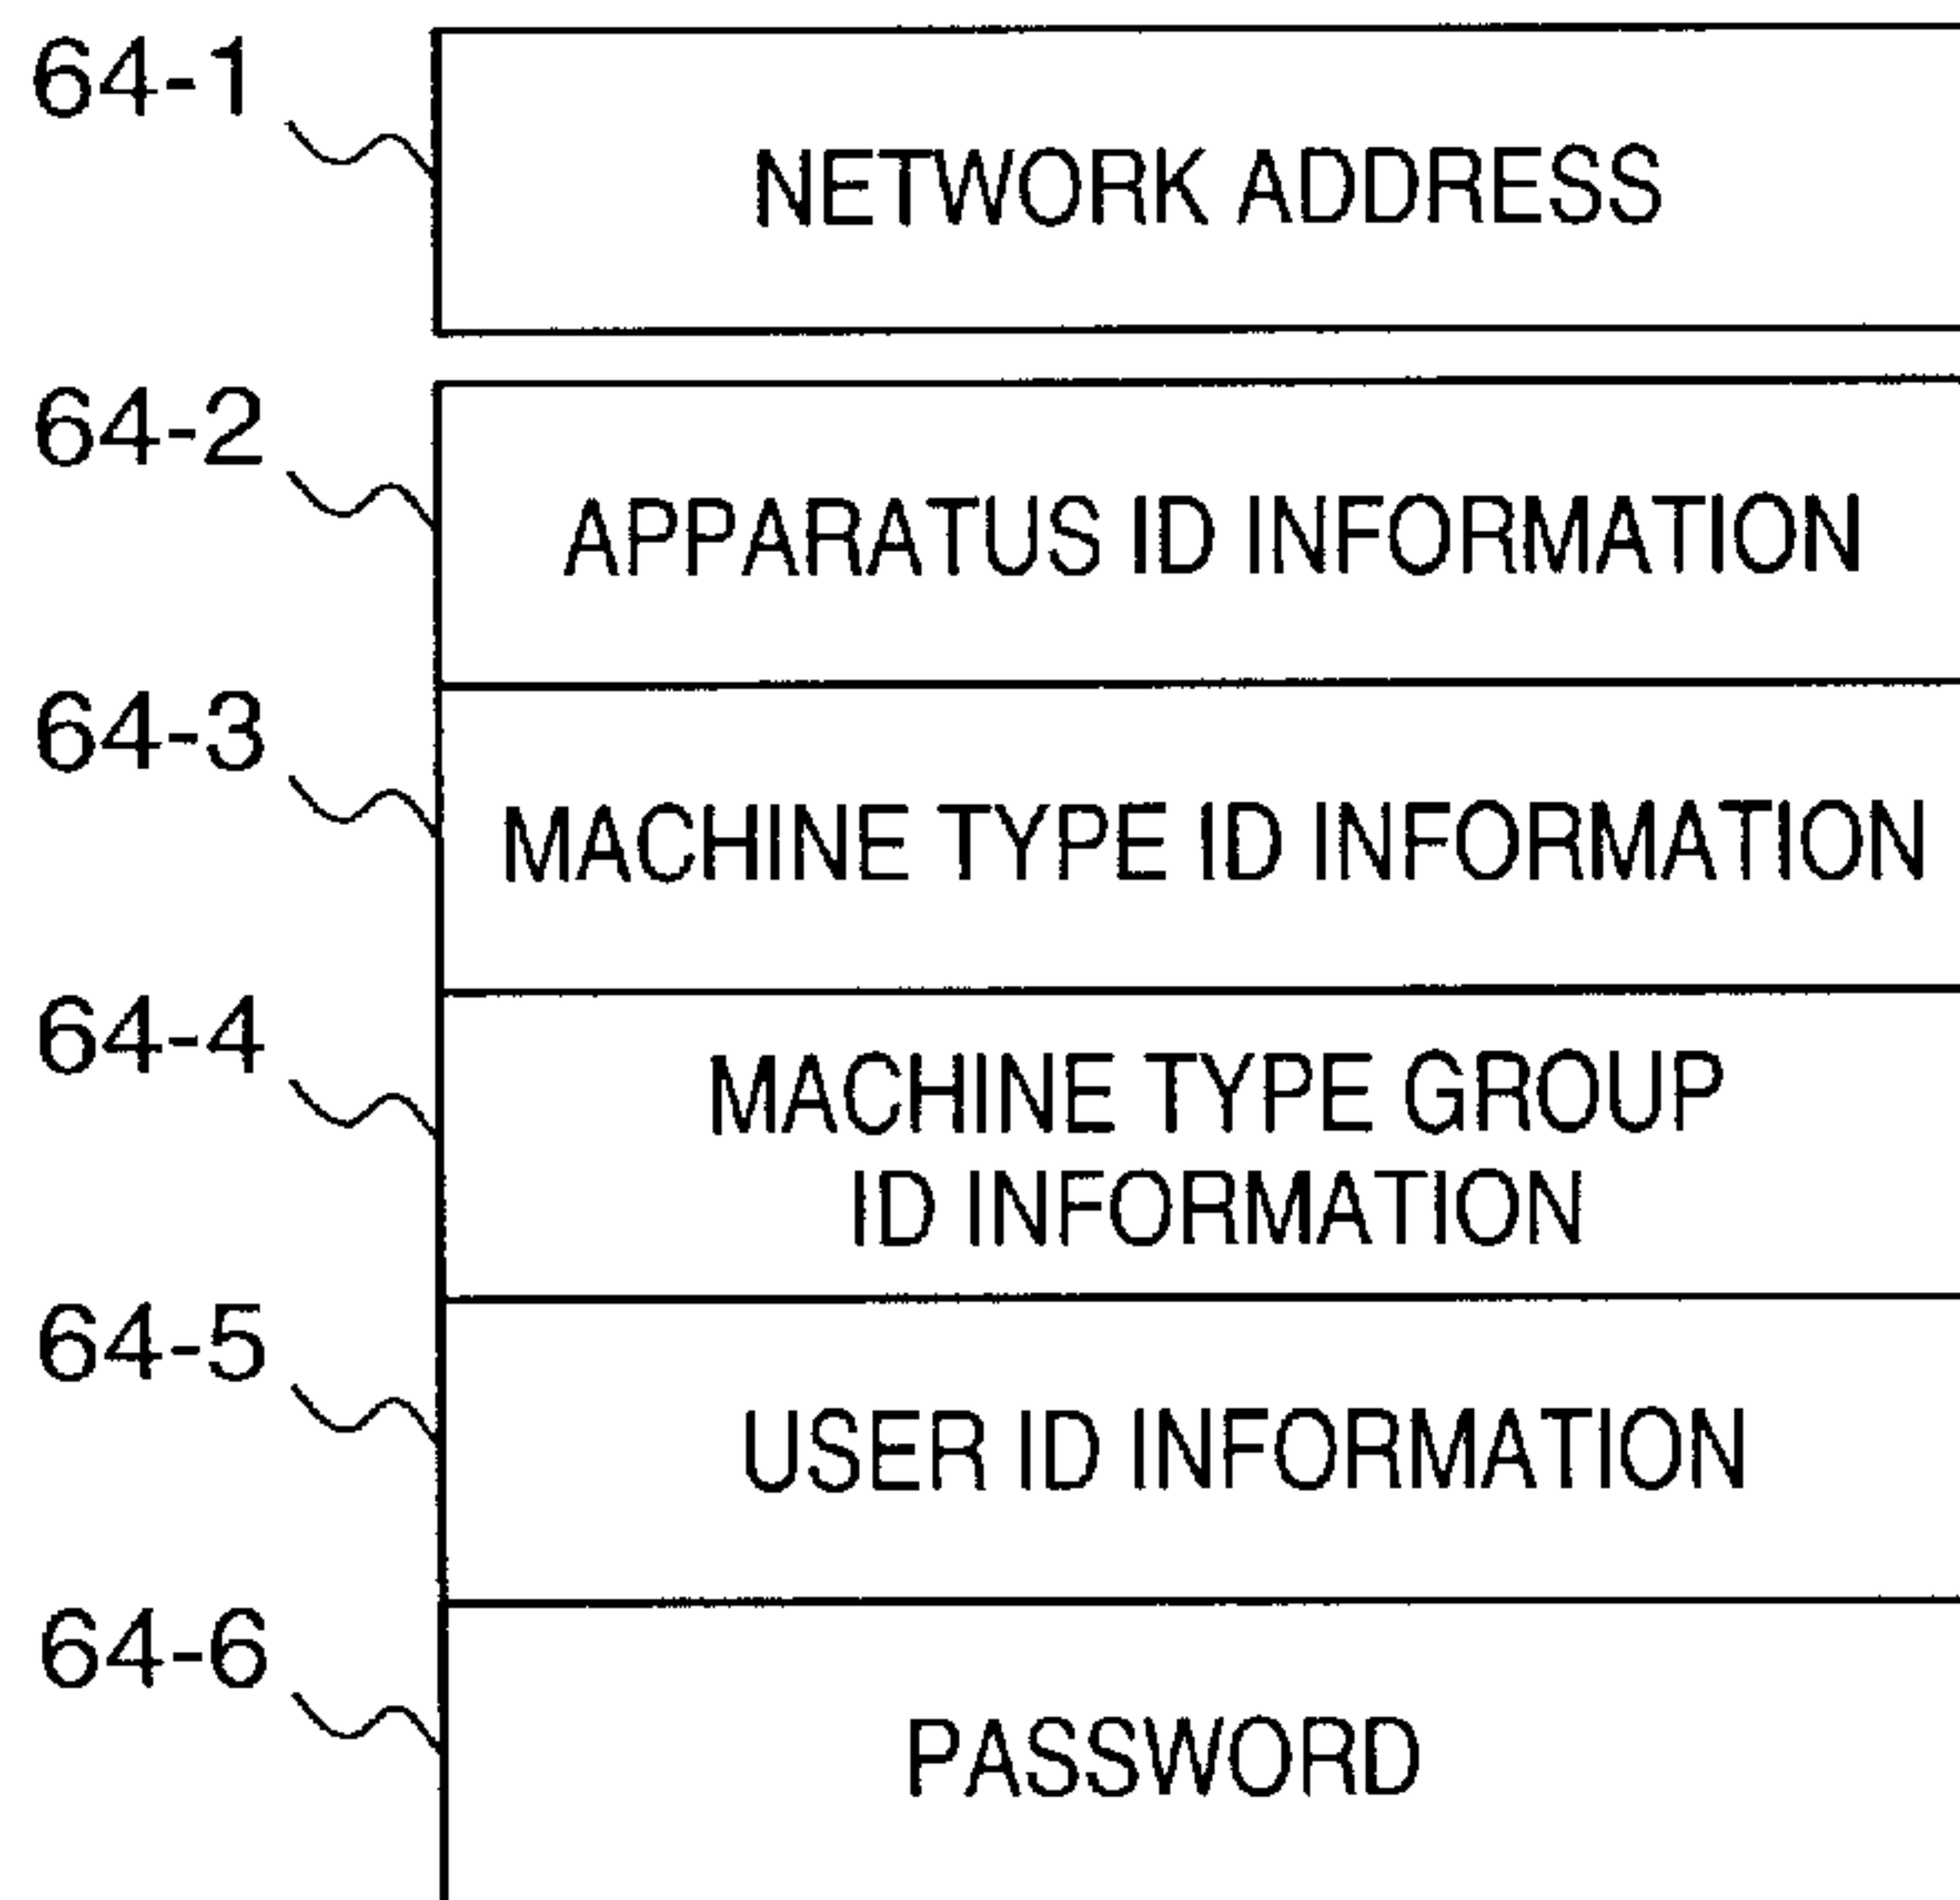 64-1
NETWORK ADDRESS
64-2
APPARATUS ID INFORMATION
64-3
MACHINE TYPE ID INFORMATION
64-4
MACHINE TYPE GROUP
ID INFORMATION
64-5
USER ID INFORMATION
64-6
PASSWORD